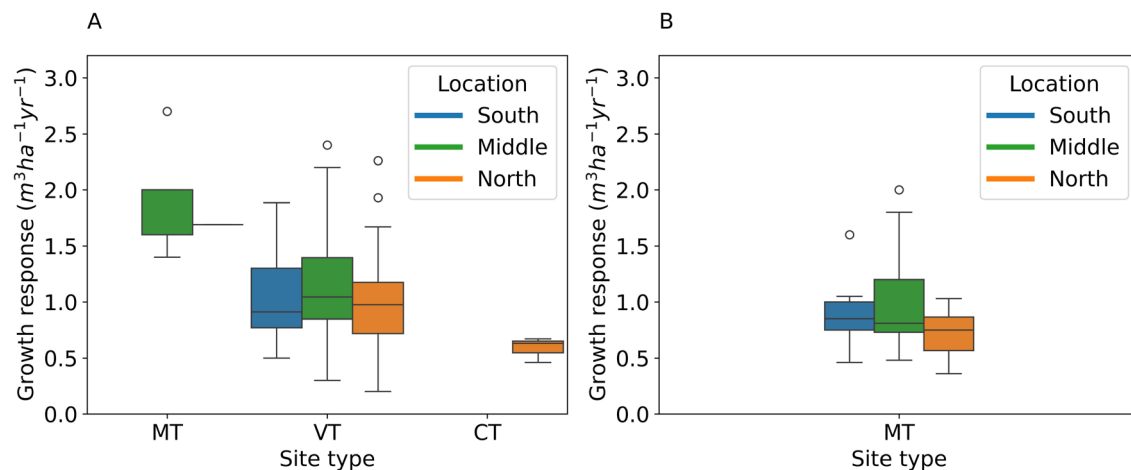 A
Growth response (m³ha⁻¹yr⁻¹)
3.0
2.5
2.0
1.5
1.0
0.5
0.0
Location
South
Middle
North
MT VT CT
Site type
B
Growth response (m³ha⁻¹yr⁻¹)
3.0
2.5
2.0
1.5
1.0
0.5
0.0
Location
South
Middle
North
MT
Site type